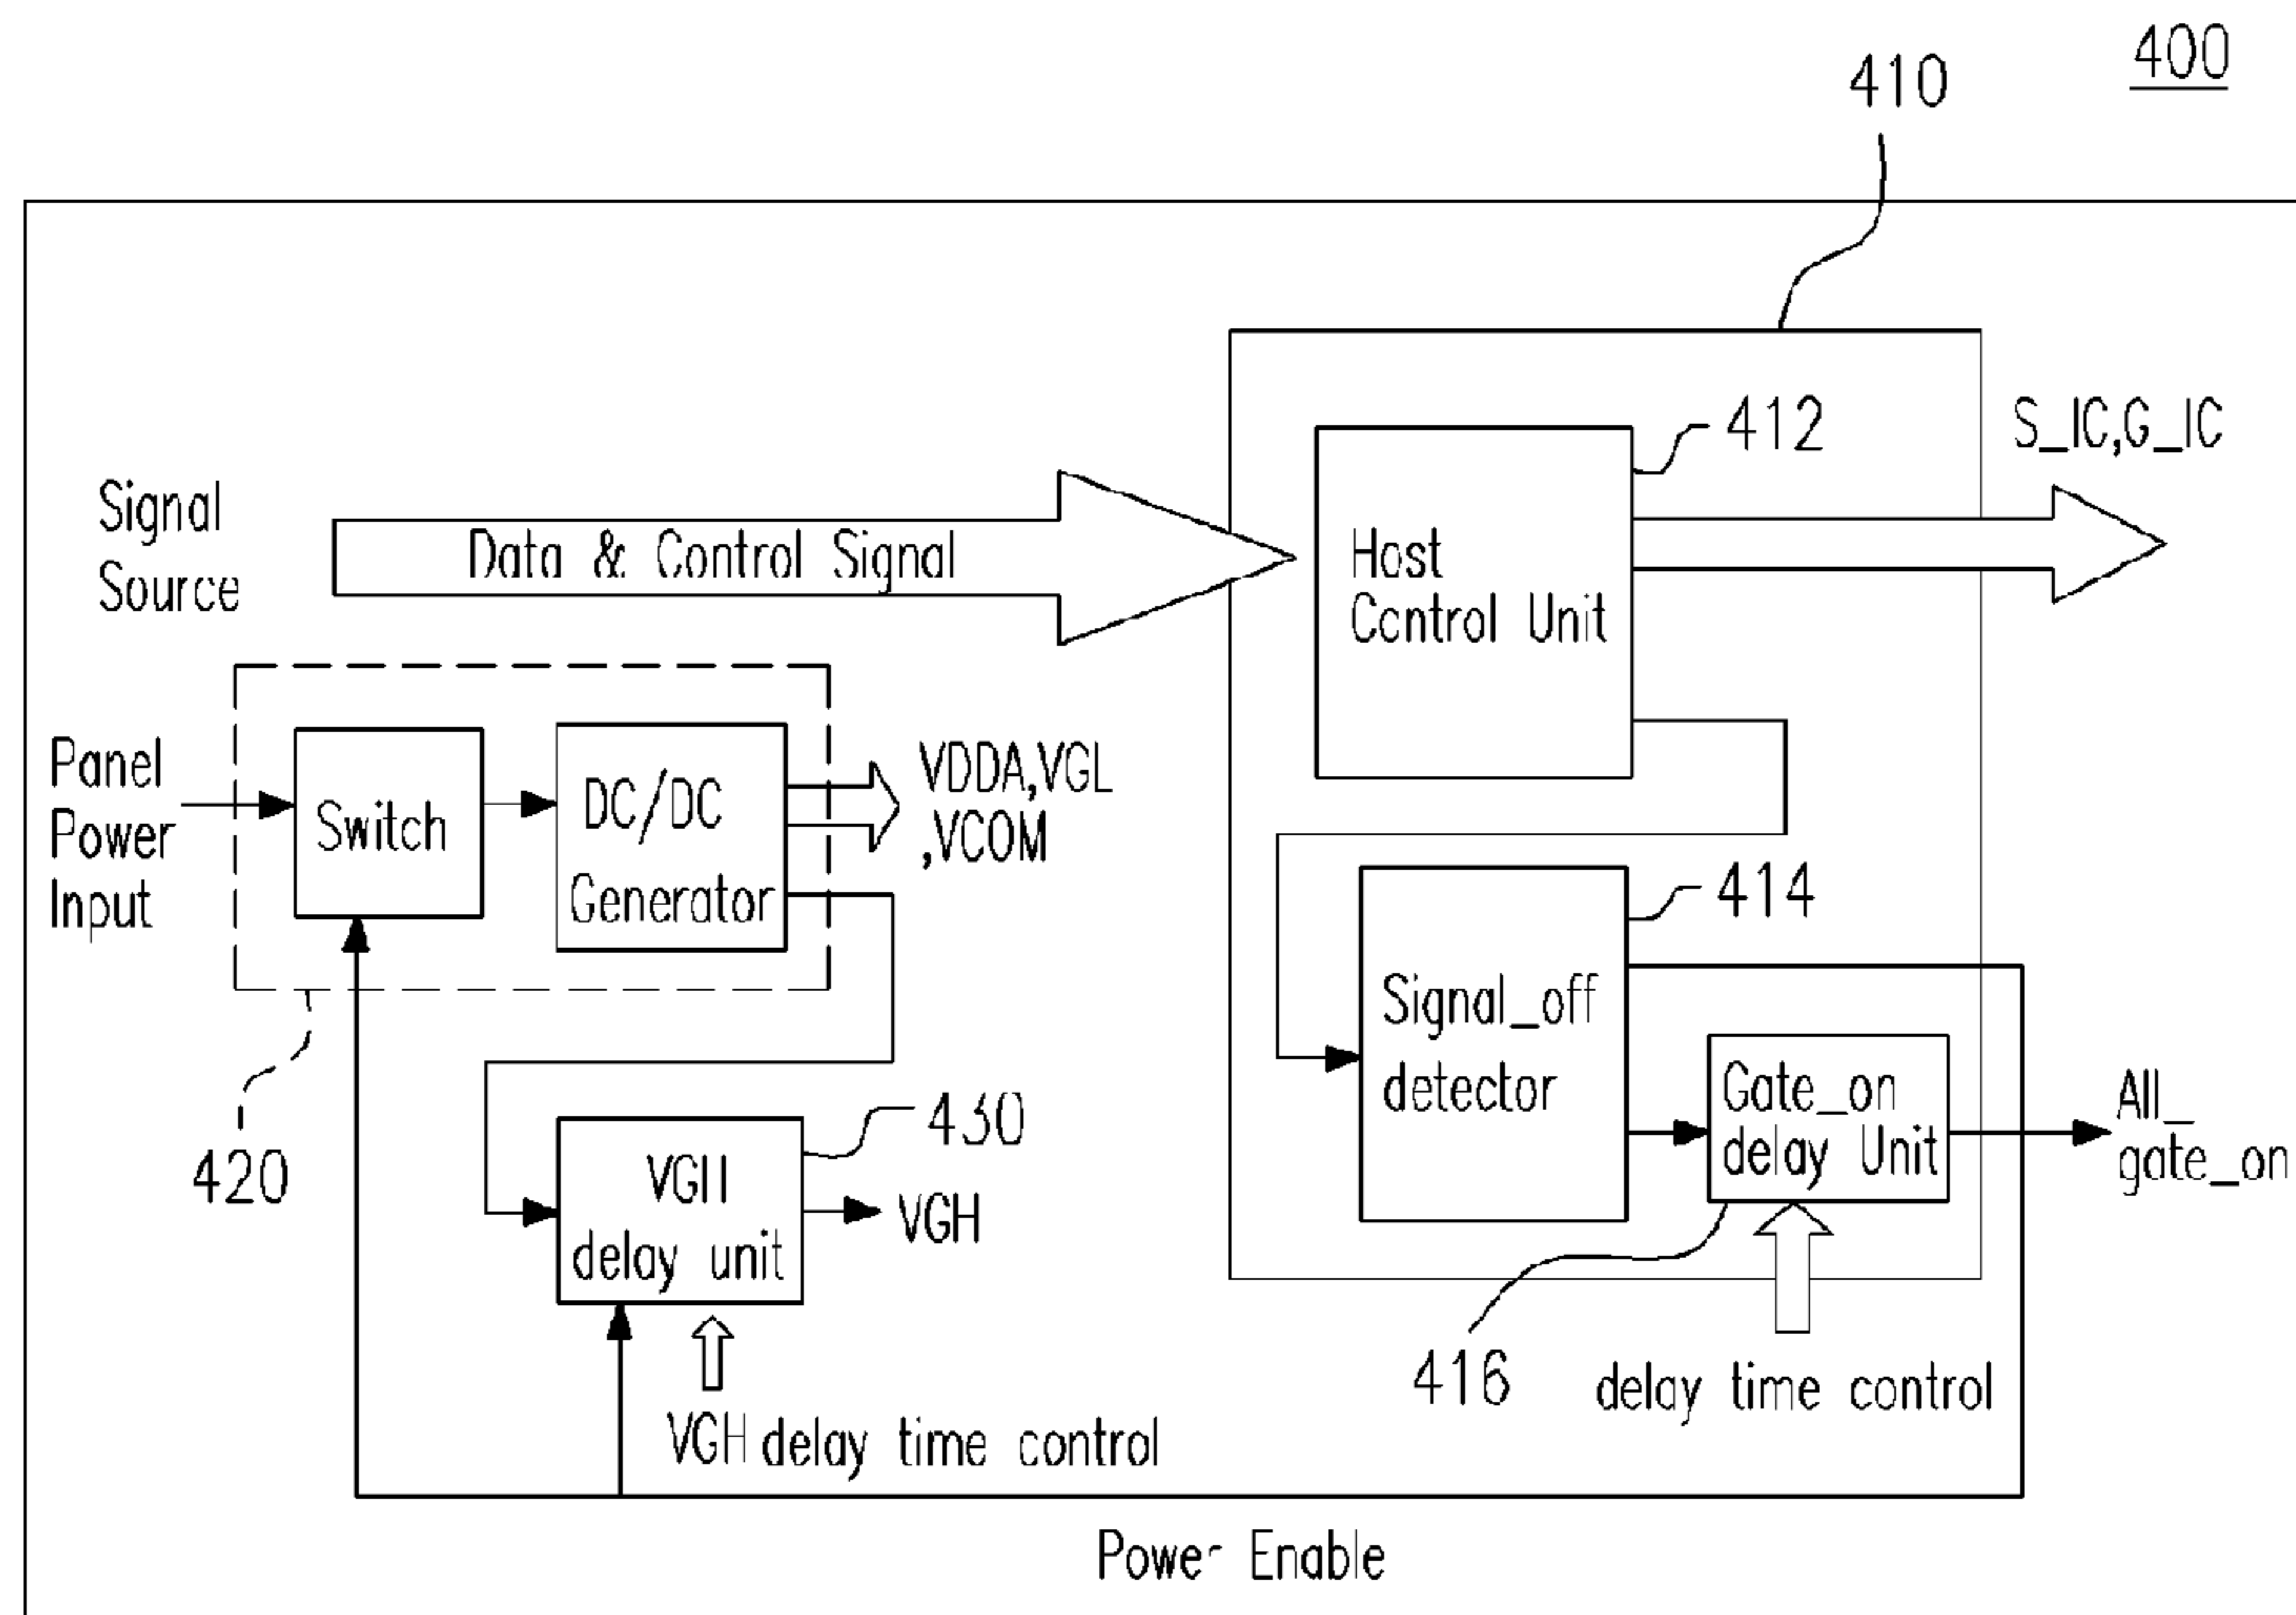 400
410
412
S_IC,G_IC
Signal
Source
Data & Control Signal
Host
Control Unit
Panel
Power
Input
Switch
DC/DC
Generator
VDDA,VGL
,VCOM
414
Signal_off
detector
Gate_on
delay Unit
All_
gate_on
420
430
VGH
delay unit
VGH
416
delay time control
VGH delay time control
Power Enable